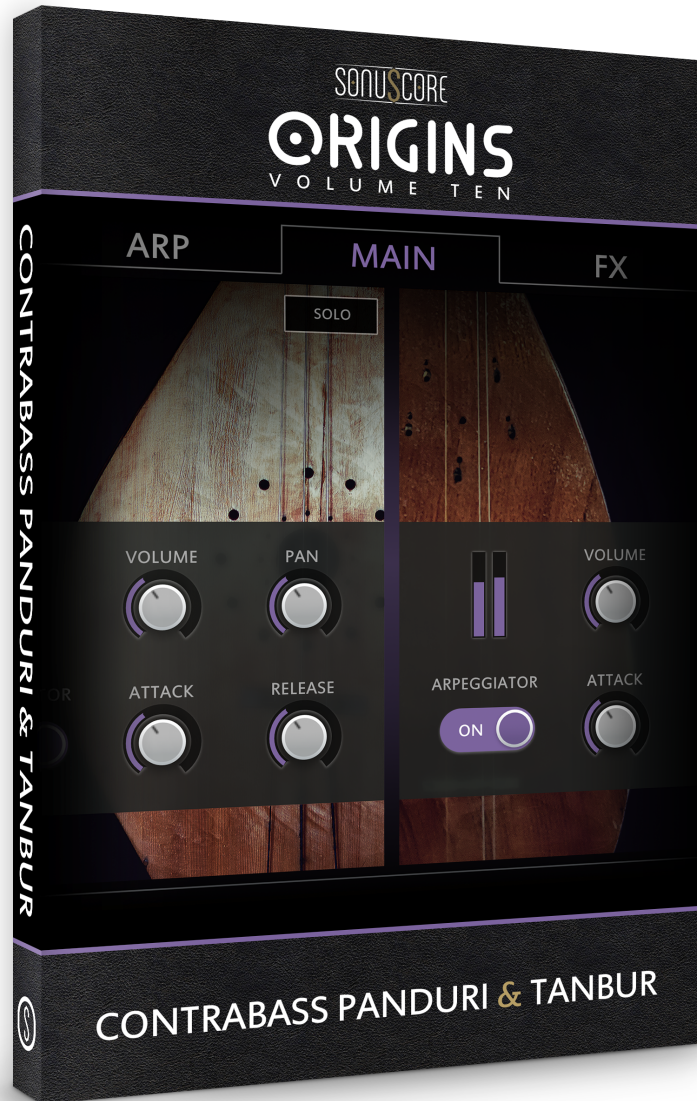 SONUSCORE
ORIGINS
VOLUME TEN
CONTRABASS PANDURI & TANBUR
ARP
MAIN
FX
SOLO
VOLUME
PAN
VOLUME
ATTACK
RELEASE
ARPEGGIATOR
ATTACK
ON
CONTRABASS PANDURI & TANBUR